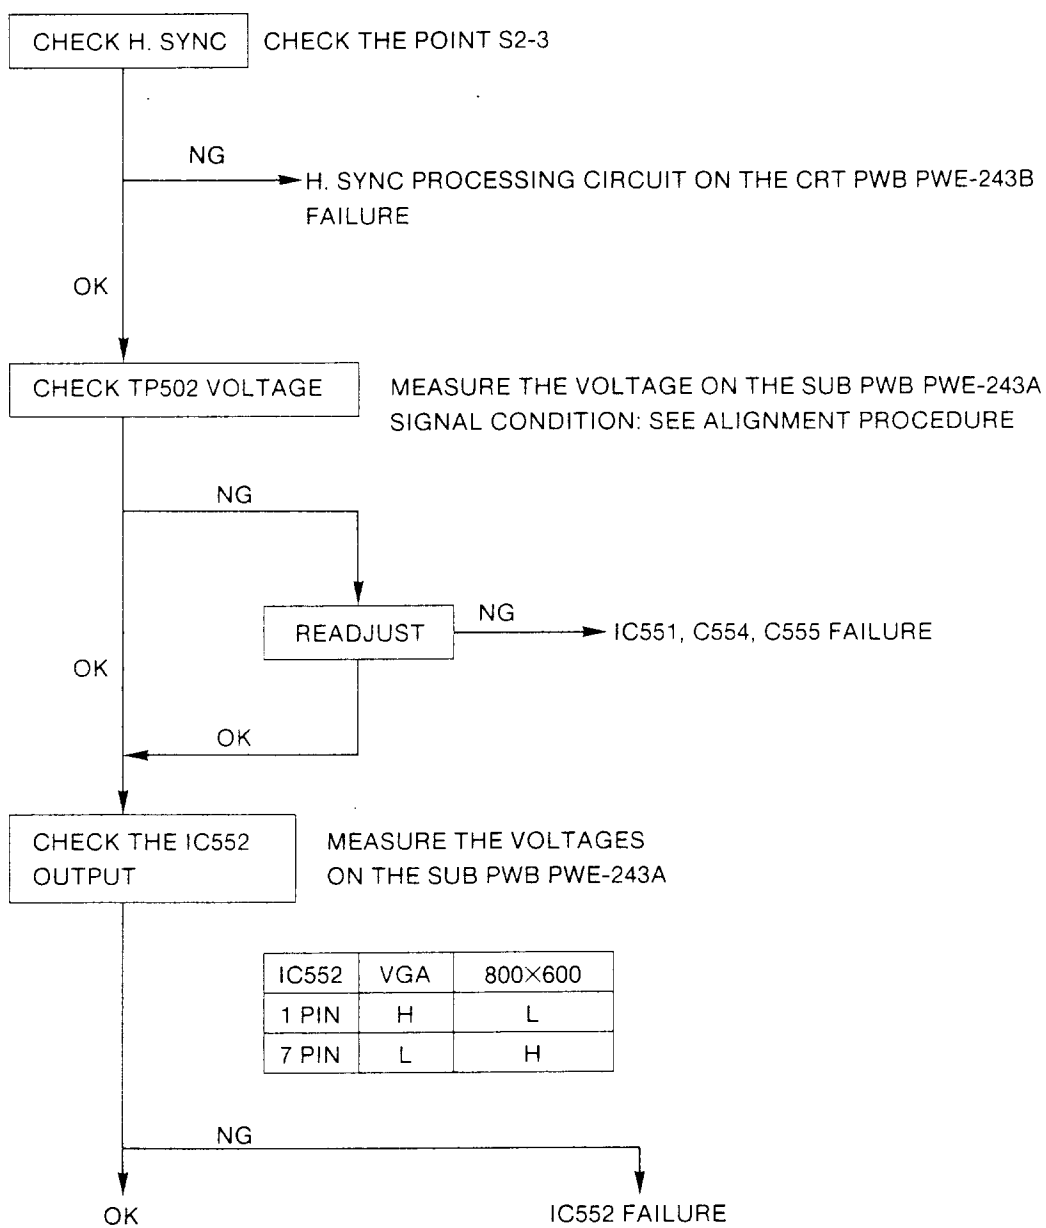 CHECK H. SYNC
CHECK THE POINT S2-3
NG
H. SYNC PROCESSING CIRCUIT ON THE CRT PWB PWE-243B
FAILURE
OK
CHECK TP502 VOLTAGE
MEASURE THE VOLTAGE ON THE SUB PWB PWE-243A
SIGNAL CONDITION: SEE ALIGNMENT PROCEDURE
NG
READJUST
NG
IC551, C554, C555 FAILURE
OK
OK
CHECK THE IC552
OUTPUT
MEASURE THE VOLTAGES
ON THE SUB PWB PWE-243A
IC552 VGA 800×600
1 PIN H L
7 PIN L H
NG
OK
IC552 FAILURE